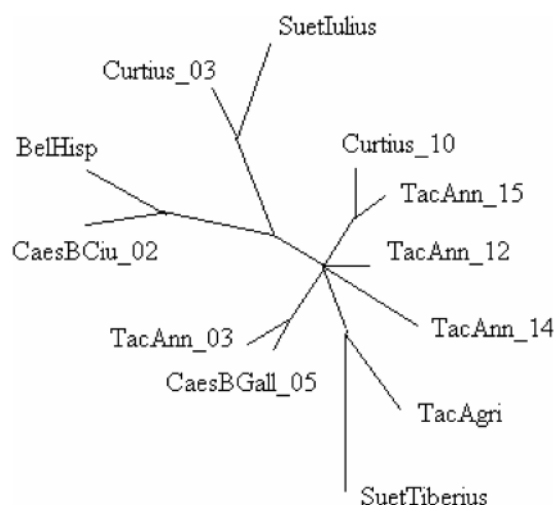 SuetIulius
Curtius_03
BelHisp
Curtius_10
TacAnn_15
CaesBCiu_02
TacAnn_12
TacAnn_14
TacAnn_03
CaesBGall_05
TacAgri
SuetTiberius